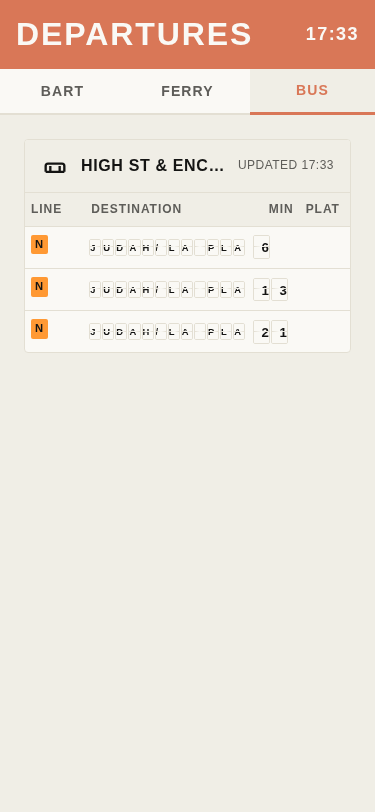 DEPARTURES 17:33
BART FERRY BUS
HIGH ST & ENC... UPDATED 17:33
LINE DESTINATION MIN PLAT
N JUDAH/ LA PLA 6
N JUDAH/ LA PLA 13
N JUDAH/ LA PLA 21